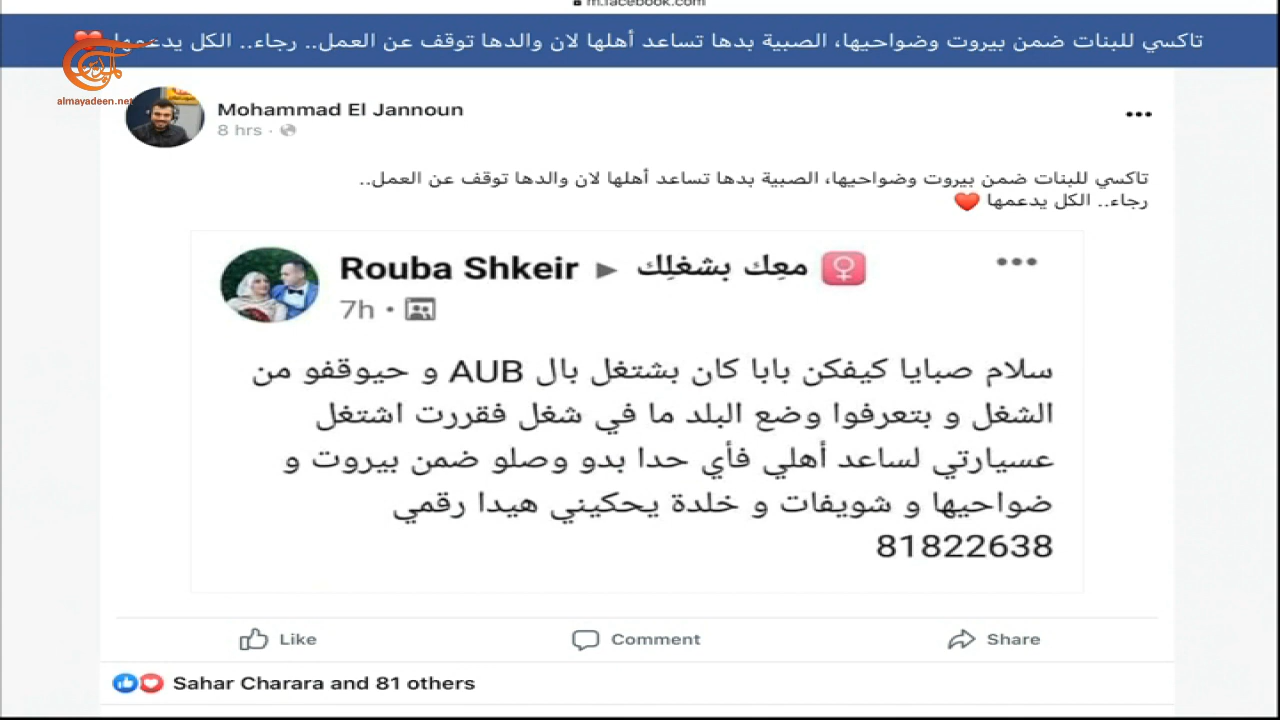 m.facebook.com
تاكسي للبنات ضمن بيروت وضواحيها، الصبية بدها تساعد أهلها لان والدها توقف عن العمل.. رجاء.. الكل يدعمها ❤️
almayadeen.net
Mohammad El Jannoun
8 hrs ·
تاكسي للبنات ضمن بيروت وضواحيها، الصبية بدها تساعد أهلها لان والدها توقف عن العمل..
رجاء.. الكل يدعمها ❤️
Rouba Shkeir ▶ معِك بشغلِك ♀
7h ·
سلام صبايا كيفكن بابا كان بشتغل بال AUB و حيوقفو من
الشغل و بتعرفوا وضع البلد ما في شغل فقررت اشتغل
عسيارتي لساعد أهلي فأي حدا بدو وصلو ضمن بيروت و
ضواحيها و شويفات و خلدة يحكيني هيدا رقمي
81822638
Like
Comment
Share
Sahar Charara and 81 others